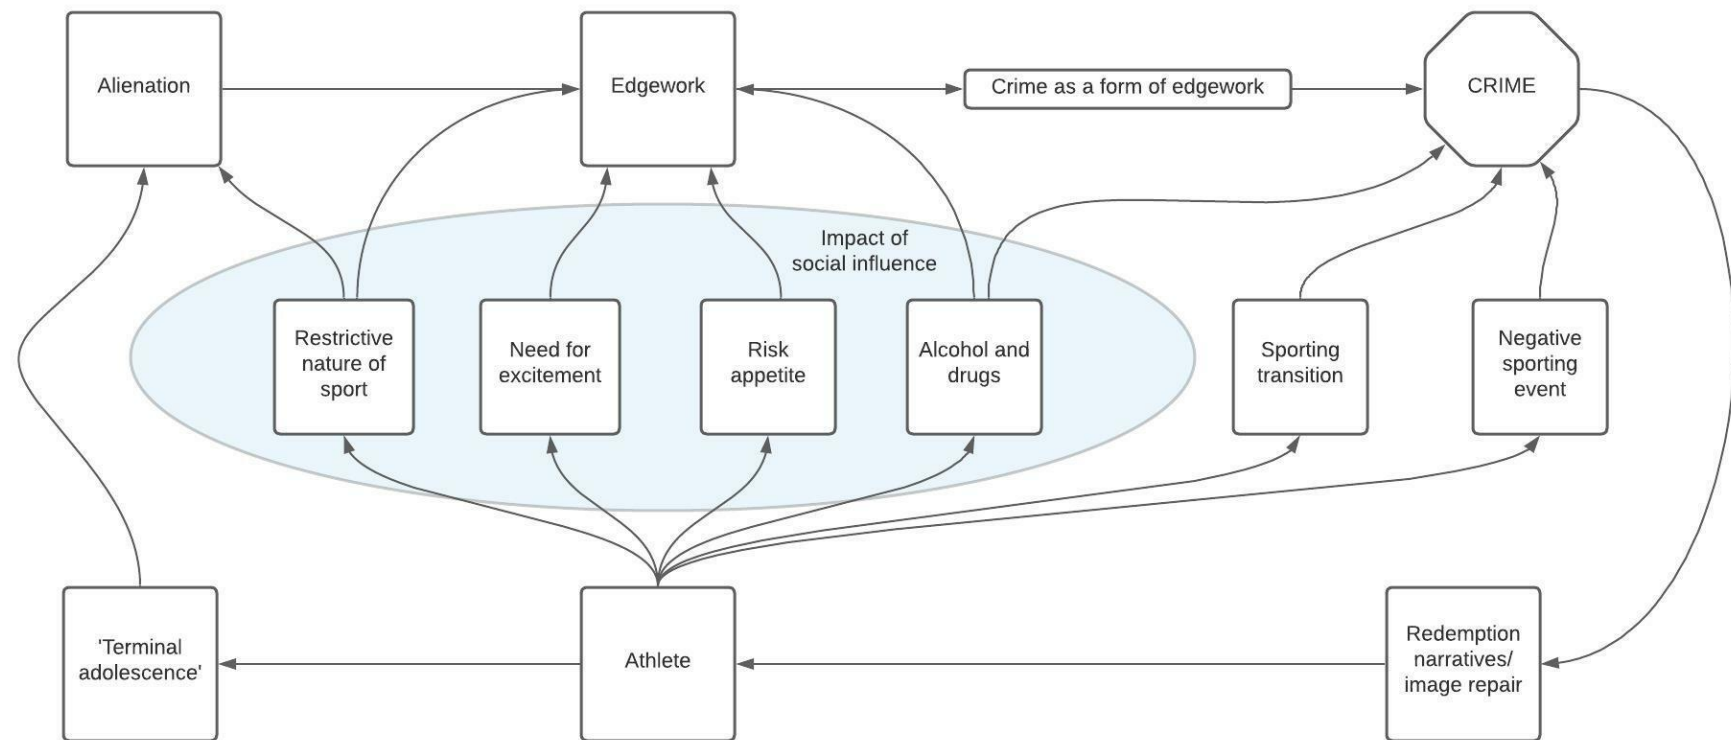 Alienation
Edgework
Crime as a form of edgework
CRIME
Impact of
social influence
Restrictive
nature of
sport
Need for
excitement
Risk
appetite
Alcohol and
drugs
Sporting
transition
Negative
sporting
event
'Terminal
adolescence'
Athlete
Redemption
narratives/
image repair